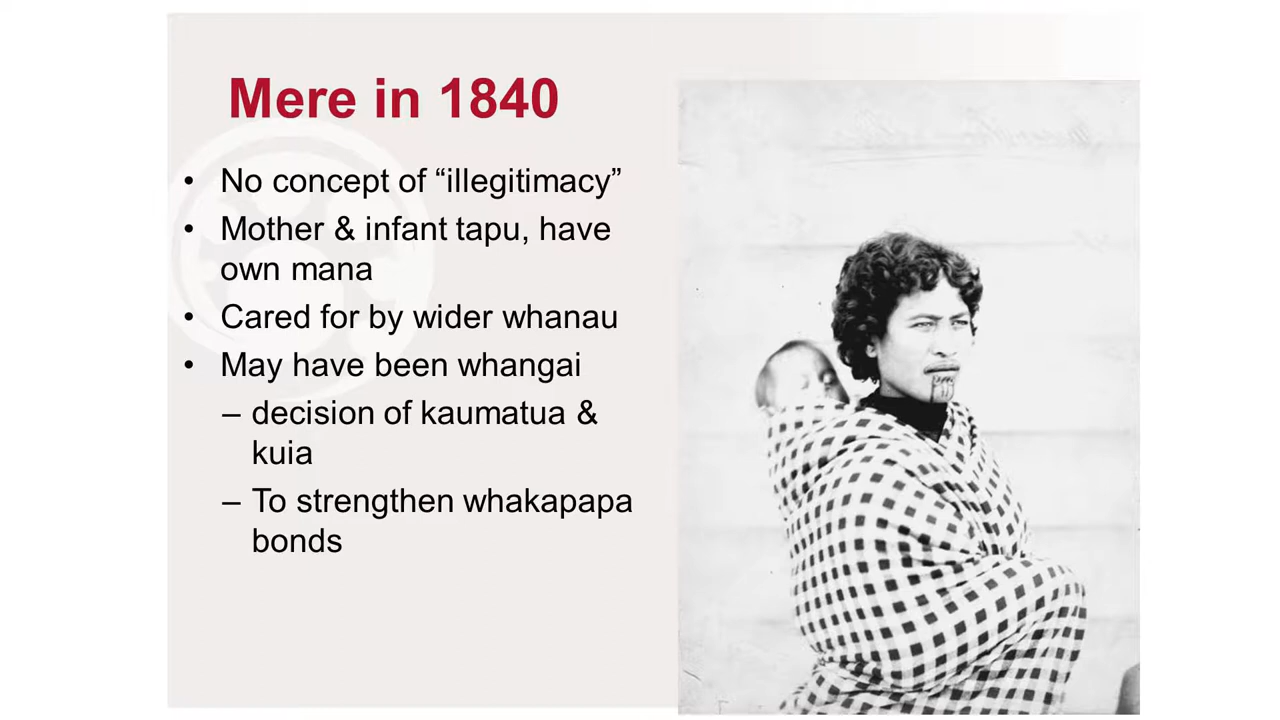 Mere in 1840
• No concept of “illegitimacy”
• Mother & infant tapu, have
own mana
• Cared for by wider whanau
• May have been whangai
– decision of kaumatua &
kuia
– To strengthen whakapapa
bonds